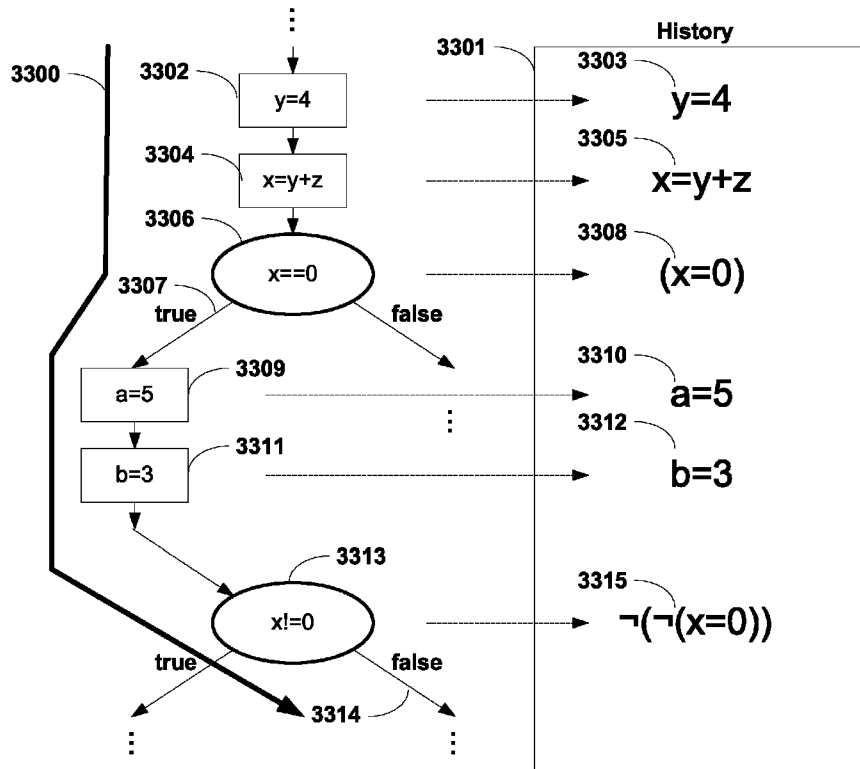 History
3300
3302
3301
3303
y=4
y=4
3304
3305
x=y+z
x=y+z
3306
3308
x==0
(x=0)
3307
true
false
3309
3310
a=5
a=5
3311
3312
b=3
b=3
3313
3315
x!=0
¬(¬(x=0))
true
false
3314